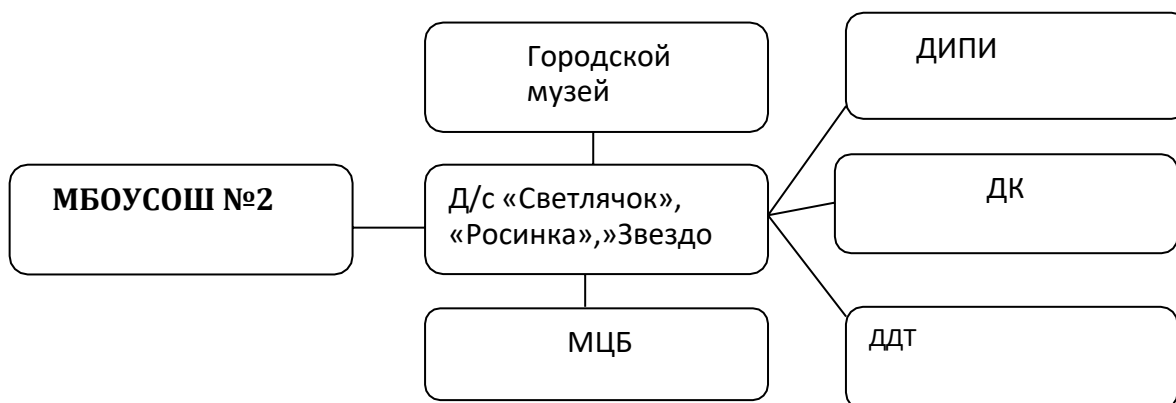 Городской
музей
ДИПИ
МБОУСОШ №2
Д/с «Светлячок»,
«Росинка»,»Звездо
ДК
МЦБ
ДДТ